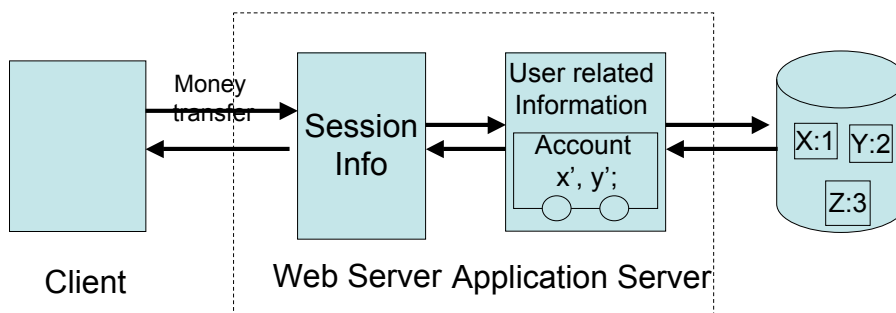 Money
transfer
Session
Info
User related
Information
Account
x’, y’;
X:1
Y:2
Z:3
Client
Web Server
Application Server